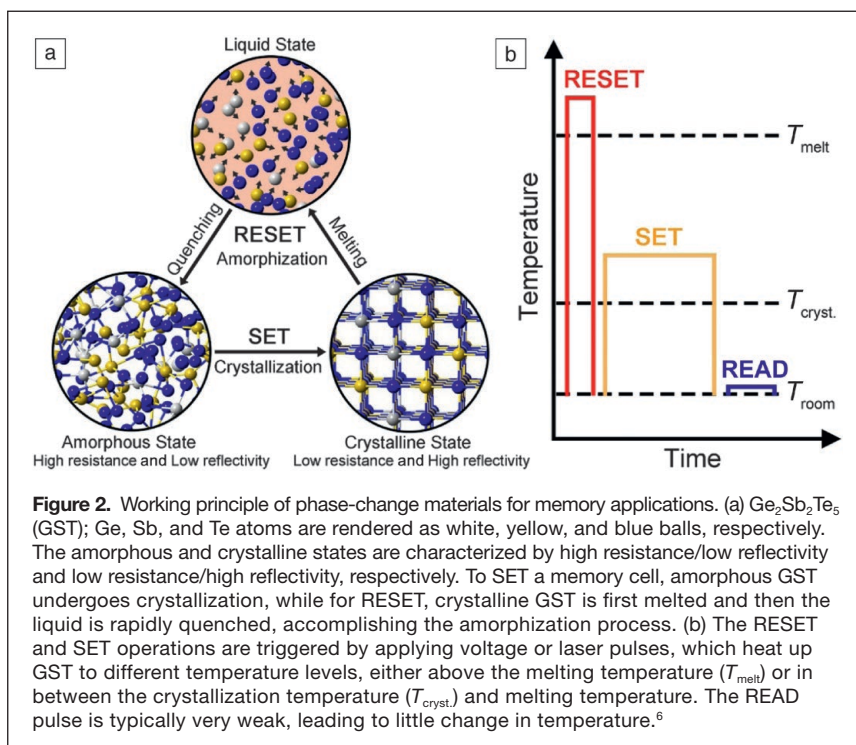 a
Liquid State
Quenching
Melting
RESET
Amorphization
SET
Crystallization
Amorphous State
High resistance and Low reflectivity
Crystalline State
Low resistance and High reflectivity
b
RESET
T_melt
SET
T_cryst.
READ
T_room
Temperature
Time
Figure 2. Working principle of phase-change materials for memory applications. (a) Ge₂Sb₂Te₅
(GST); Ge, Sb, and Te atoms are rendered as white, yellow, and blue balls, respectively.
The amorphous and crystalline states are characterized by high resistance/low reflectivity
and low resistance/high reflectivity, respectively. To SET a memory cell, amorphous GST
undergoes crystallization, while for RESET, crystalline GST is first melted and then the
liquid is rapidly quenched, accomplishing the amorphization process. (b) The RESET
and SET operations are triggered by applying voltage or laser pulses, which heat up
GST to different temperature levels, either above the melting temperature (T_melt) or in
between the crystallization temperature (T_cryst.) and melting temperature. The READ
pulse is typically very weak, leading to little change in temperature.⁶